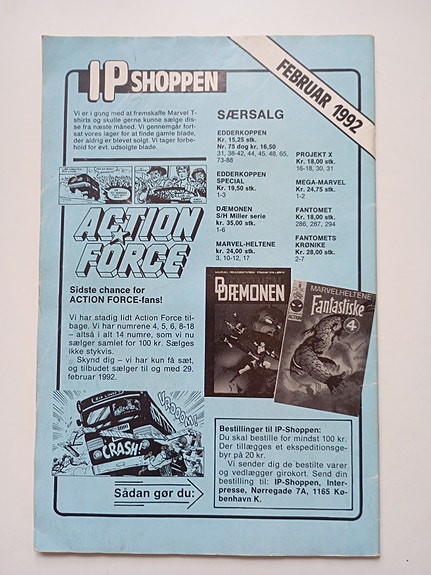 IP SHOPPEN
FEBRUAR 1992
Vi er i gang med at fremskaffe Marvel T-
shirts og skulle gerne kunne sælge dis-
se fra næste måned. Vi gennemgår fort-
sat vores lager for at finde gamle blade,
der aldrig er blevet solgt. Vi tager forbe-
hold for evt. udsolgte blade.
ACTION
FORCE
Sidste chance for
ACTION FORCE-fans!
Vi har stadig lidt Action Force til-
bage. Vi har numrene 4, 5, 6, 8-18
– altså i alt 14 numre, som vi nu
sælger samlet for 100 kr. Sælges
ikke stykvis.
Skynd dig – vi har kun få sæt,
og tilbudet sælger til og med 29.
februar 1992.
SÆRSALG
EDDERKOPPEN
Kr. 15,25 stk.
Nr. 75 dog kr. 16,50
31, 38-42, 44, 45, 48, 65,
73-88
EDDERKOPPEN
SPECIAL
Kr. 19,50 stk.
1-3
DÆMONEN
S/H Miller serie
kr. 35,00 stk.
1-6
MARVEL-HELTENE
kr. 24,00 stk.
3, 10-12, 17
PROJEKT X
Kr. 18,00 stk.
16-18, 30, 31
MEGA-MARVEL
Kr. 24,75 stk.
1-2
FANTOMET
Kr. 18,00 stk.
286, 287, 294
FANTOMETS
KRØNIKE
Kr. 28,00 stk.
2-7
DÆMONEN
MARVELHELTENE
Fantastiske
4
CRASH!
Sådan gør du:
Bestillinger til IP-Shoppen:
Du skal bestille for mindst 100 kr.
Der tillægges et ekspeditionsge-
byr på 20 kr.
Vi sender dig de bestilte varer
og vedlægger girokort. Send din
bestilling til: IP-Shoppen, Inter-
presse, Nørregade 7A, 1165 Kø-
benhavn K.